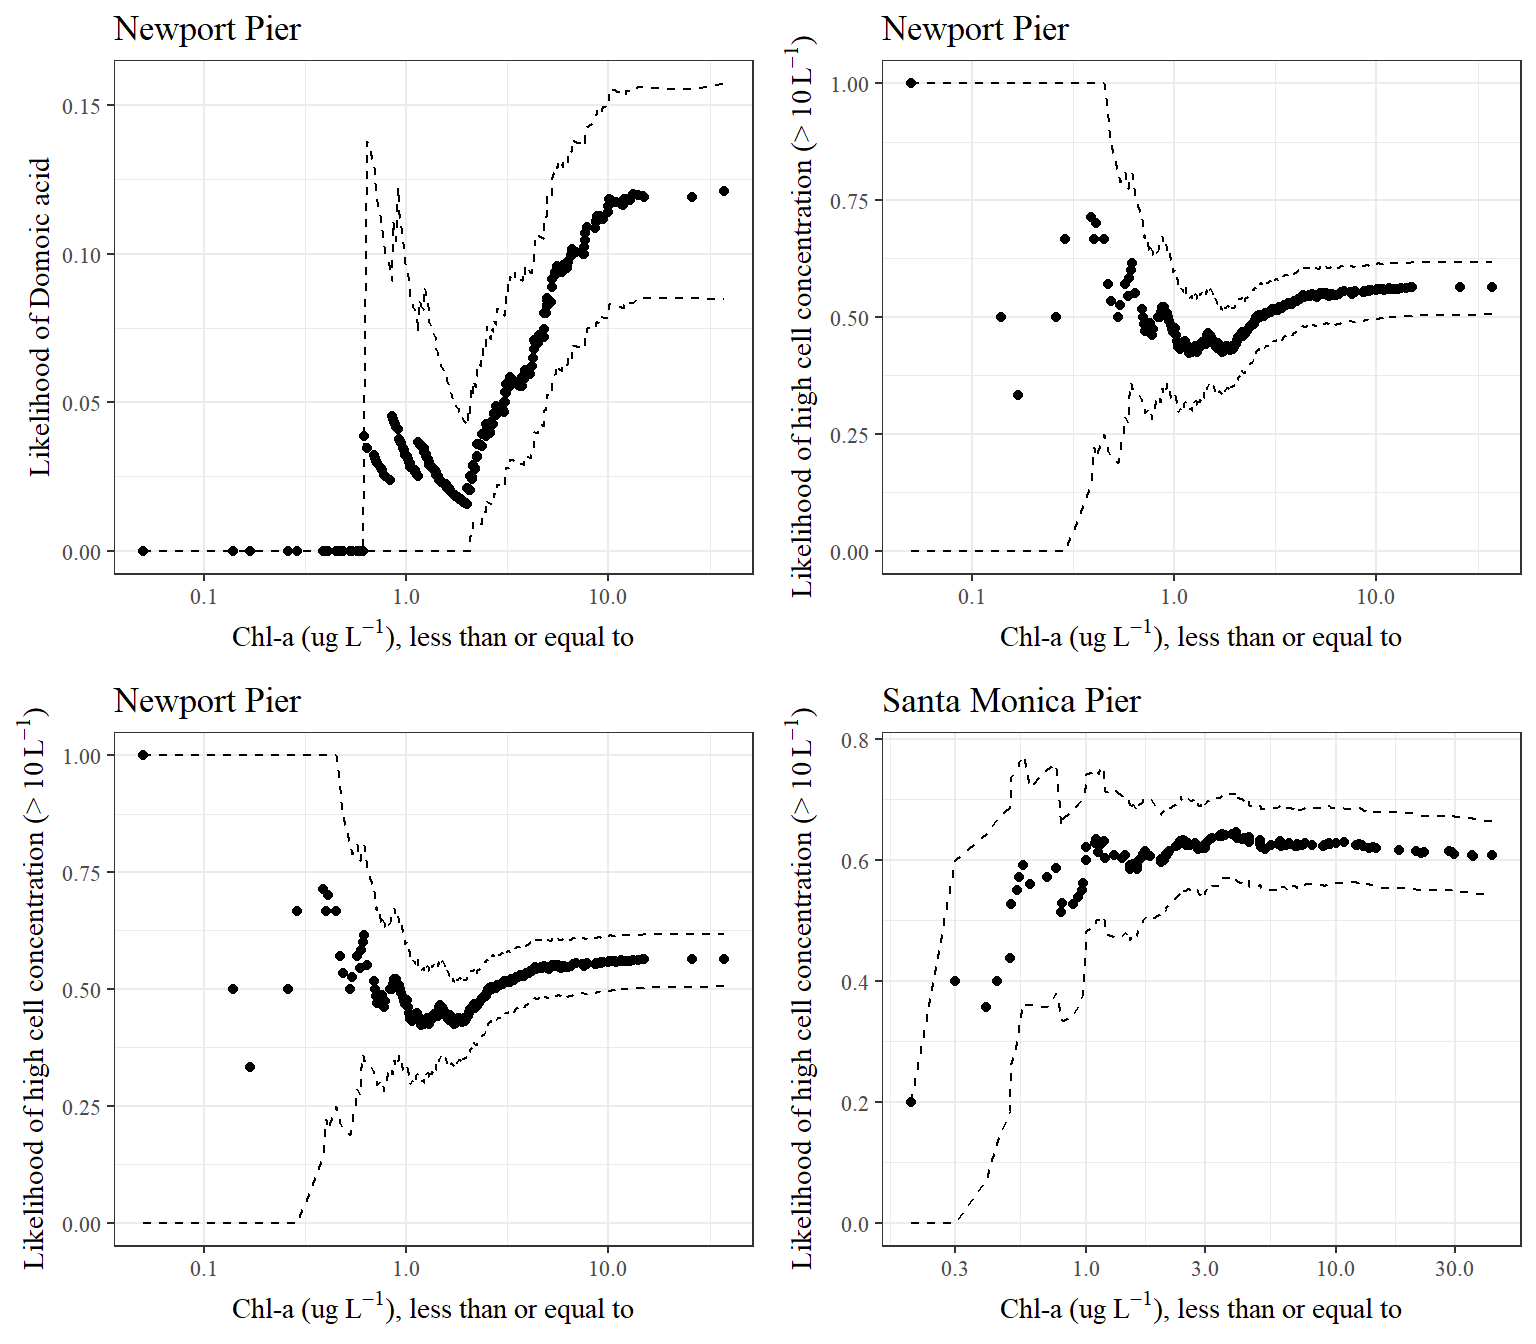 Newport Pier
Likelihood of Domoic acid
0.15
0.10
0.05
0.00
0.1 1.0 10.0
Chl-a (ug L⁻¹), less than or equal to
Newport Pier
Likelihood of high cell concentration (> 10 L⁻¹)
1.00
0.75
0.50
0.25
0.00
0.1 1.0 10.0
Chl-a (ug L⁻¹), less than or equal to
Newport Pier
Likelihood of high cell concentration (> 10 L⁻¹)
1.00
0.75
0.50
0.25
0.00
0.1 1.0 10.0
Chl-a (ug L⁻¹), less than or equal to
Santa Monica Pier
Likelihood of high cell concentration (> 10 L⁻¹)
0.8
0.6
0.4
0.2
0.0
0.3 1.0 3.0 10.0 30.0
Chl-a (ug L⁻¹), less than or equal to